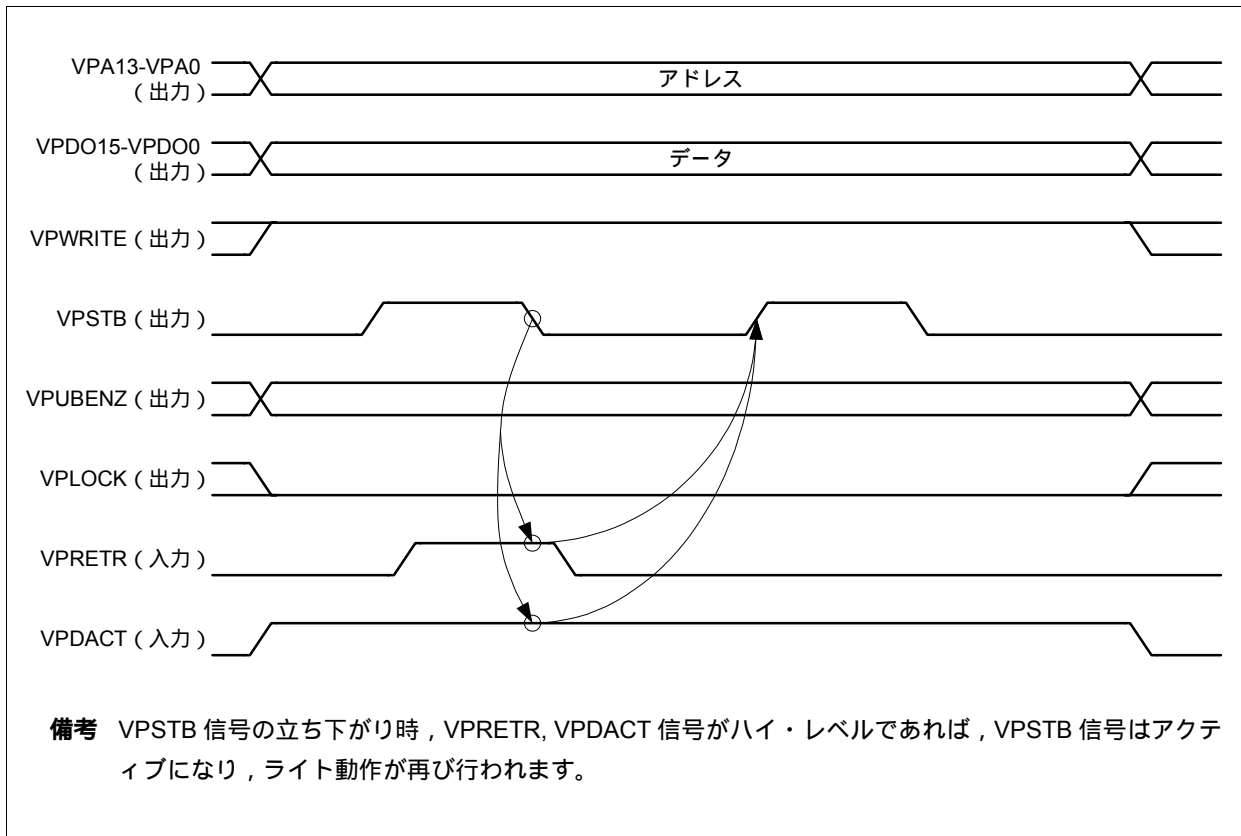 VPA13-VPA0
（出力）
アドレス
VPDO15-VPDO0
（出力）
データ
VPWRITE（出力）
VPSTB（出力）
VPUBENZ（出力）
VPLOCK（出力）
VPRETR（入力）
VPDACT（入力）
備考 VPSTB 信号の立ち下がり時，VPRETR, VPDACT 信号がハイ・レベルであれば，VPSTB 信号はアクテ
ィブになり，ライト動作が再び行われます。